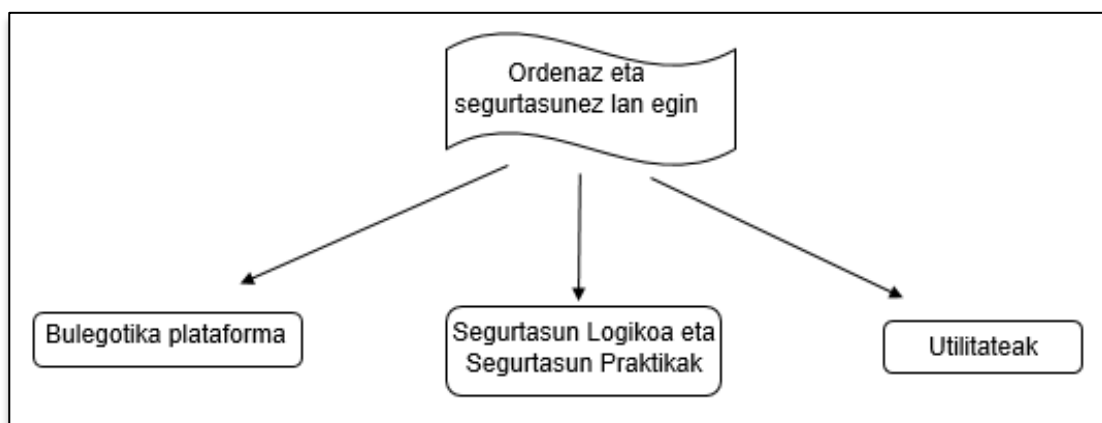 Ordenaz eta
segurtasunez lan egin
Bulegotika plataforma
Segurtasun Logikoa eta
Segurtasun Praktikak
Utilitateak